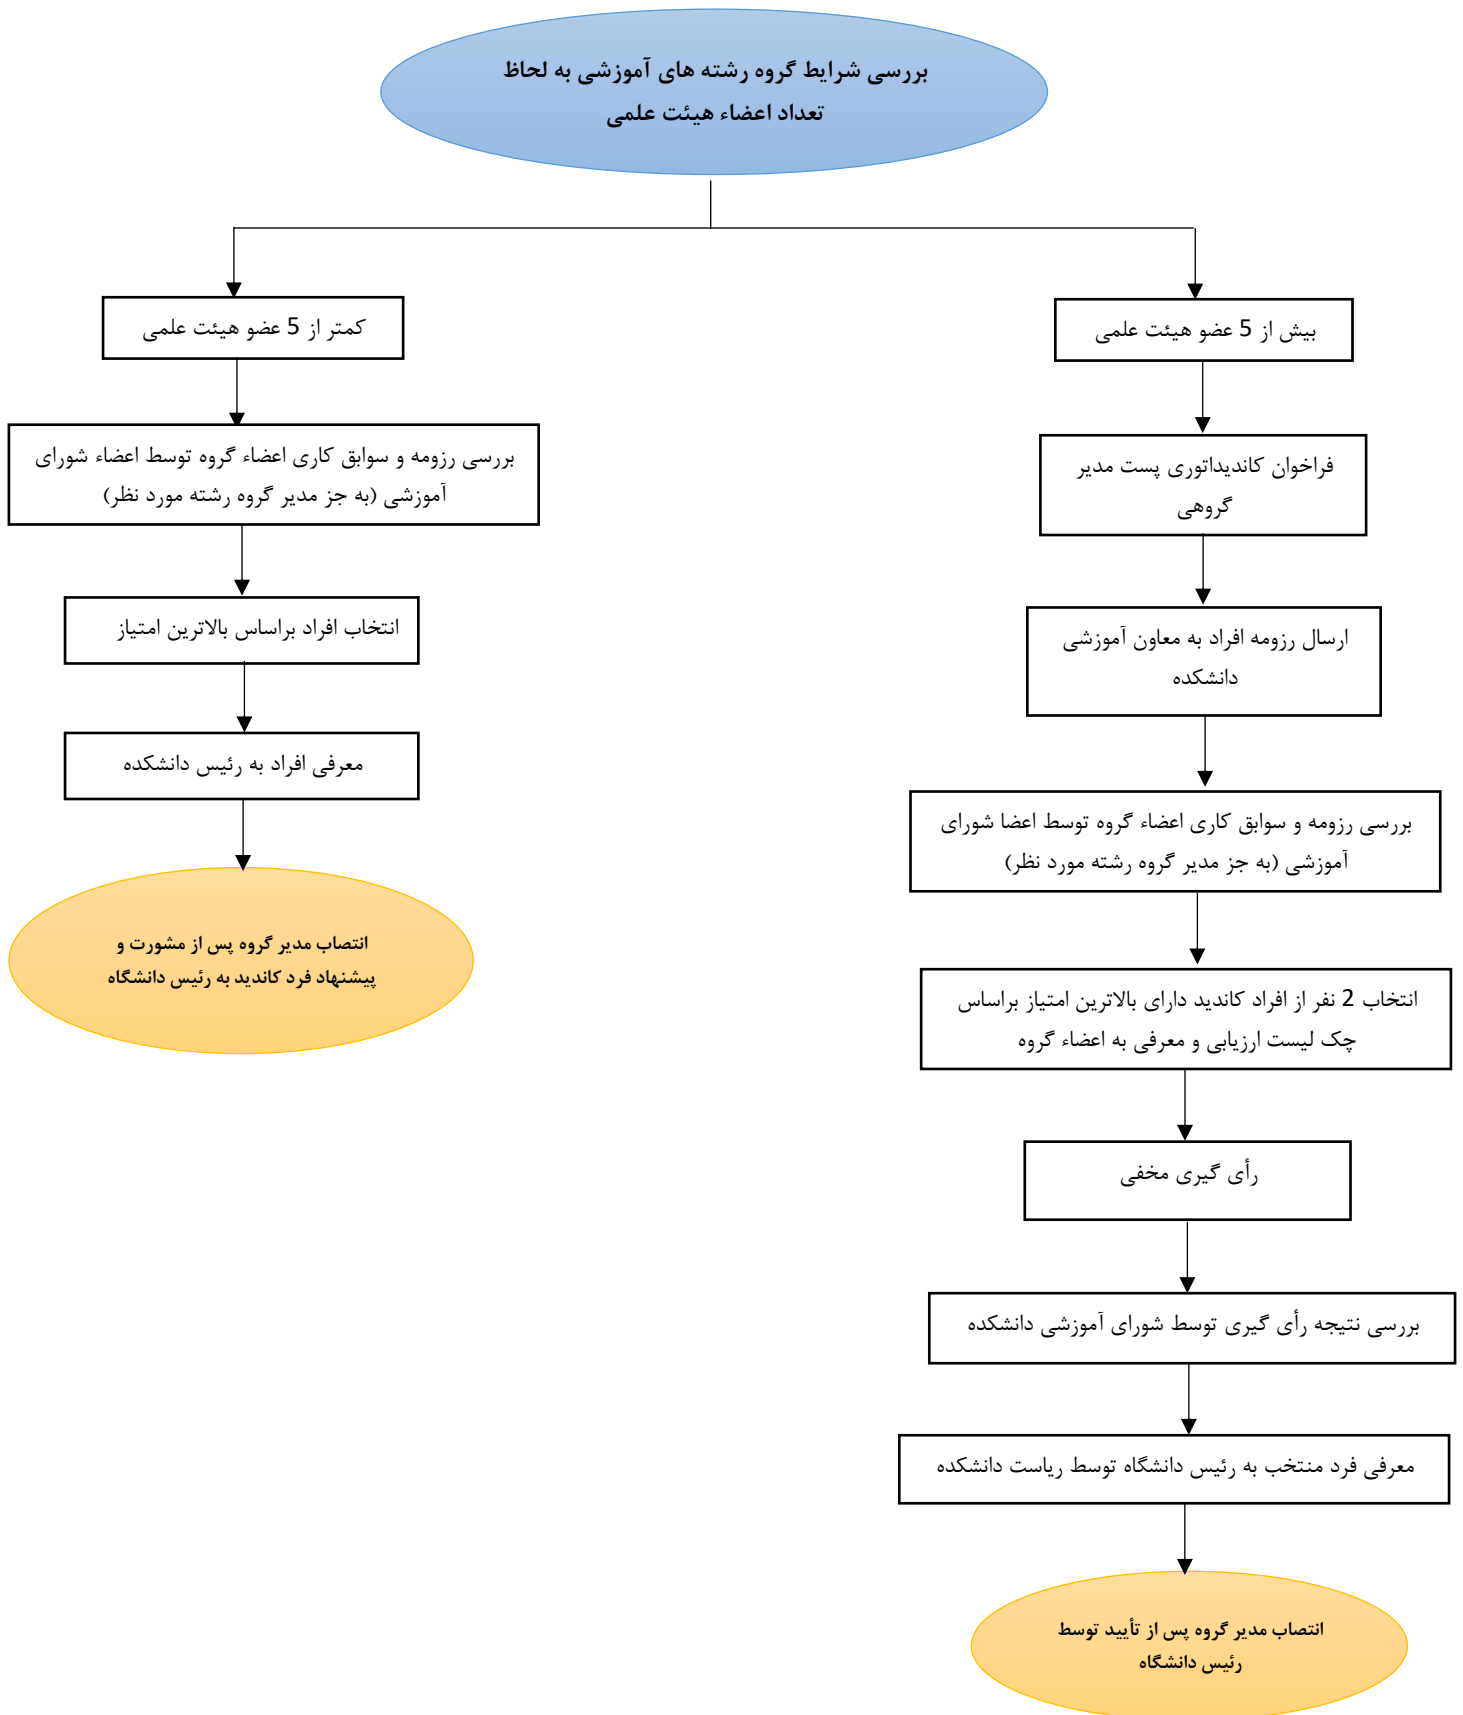 بررسی شرایط گروه رشته های آموزشی به لحاظ
تعداد اعضاء هیئت علمی
بیش از 5 عضو هیئت علمی
فراخوان کاندیداتوری پست مدیر
گروهی
ارسال رزومه افراد به معاون آموزشی
دانشکده
بررسی رزومه و سوابق کاری اعضاء گروه توسط اعضا شورای
آموزشی (به جز مدیر گروه رشته مورد نظر)
انتخاب 2 نفر از افراد کاندید دارای بالاترین امتیاز براساس
چک لیست ارزیابی و معرفی به اعضاء گروه
رأی گیری مخفی
بررسی نتیجه رأی گیری توسط شورای آموزشی دانشکده
معرفی فرد منتخب به رئیس دانشگاه توسط ریاست دانشکده
انتصاب مدیر گروه پس از تأیید توسط
رئیس دانشگاه
کمتر از 5 عضو هیئت علمی
بررسی رزومه و سوابق کاری اعضاء گروه توسط اعضاء شورای
آموزشی (به جز مدیر گروه رشته مورد نظر)
انتخاب افراد براساس بالاترین امتیاز
معرفی افراد به رئیس دانشکده
انتصاب مدیر گروه پس از مشورت و
پیشنهاد فرد کاندید به رئیس دانشگاه